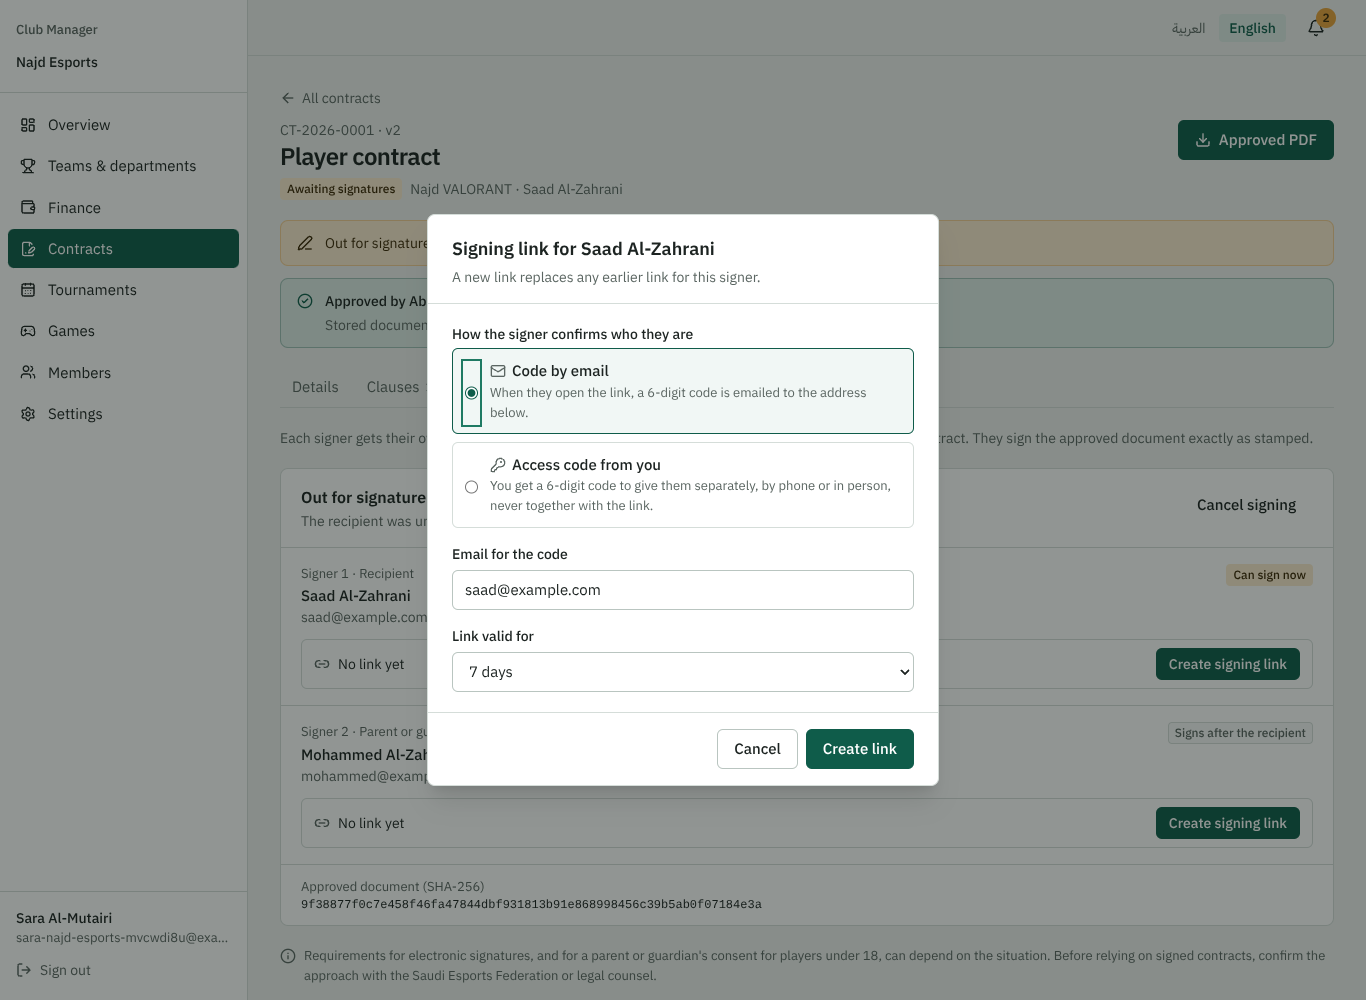 Club Manager
Najd Esports
Overview
Teams & departments
Finance
Contracts
Tournaments
Games
Members
Settings
Sara Al-Mutairi
sara-najd-esports-mvcwdi8u@exa...
Sign out
العربية
English
2
All contracts
CT-2026-0001 · v2
Player contract
Awaiting signatures
Najd VALORANT · Saad Al-Zahrani
Approved PDF
Out for signature
Approved by Ab
Stored documen
Details
Clauses
Each signer gets their o
ract. They sign the approved document exactly as stamped.
Out for signature
The recipient was un
Cancel signing
Signer 1 · Recipient
Saad Al-Zahrani
saad@example.com
Can sign now
No link yet
Create signing link
Signer 2 · Parent or gu
Mohammed Al-Zah
mohammed@examp
Signs after the recipient
No link yet
Create signing link
Approved document (SHA-256)
9f38877f0c7e458f46fa47844dbf931813b91e868998456c39b5ab0f07184e3a
Requirements for electronic signatures, and for a parent or guardian's consent for players under 18, can depend on the situation. Before relying on signed contracts, confirm the
approach with the Saudi Esports Federation or legal counsel.
Signing link for Saad Al-Zahrani
A new link replaces any earlier link for this signer.
How the signer confirms who they are
Code by email
When they open the link, a 6-digit code is emailed to the address
below.
Access code from you
You get a 6-digit code to give them separately, by phone or in person,
never together with the link.
Email for the code
saad@example.com
Link valid for
7 days
Cancel
Create link